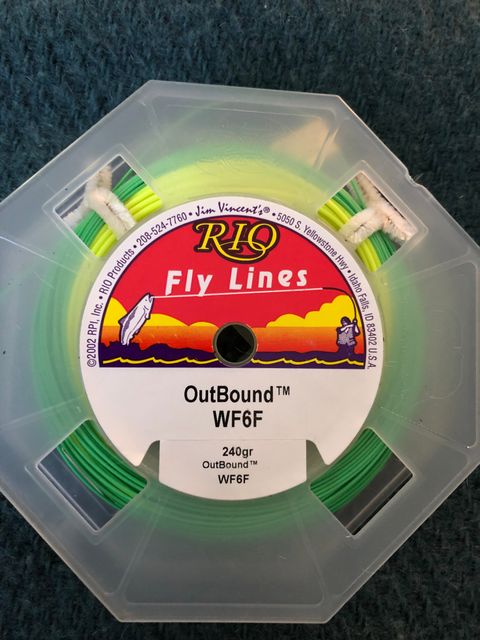 ©2002 RPI, Inc. • RIO Products • 208-524-7760 • Jim Vincent's® • 5050 S. Yellowstone Hwy • Idaho Falls, ID 83402 U.S.A
RIO
Fly Lines
OutBound™
WF6F
240gr
OutBound™
WF6F